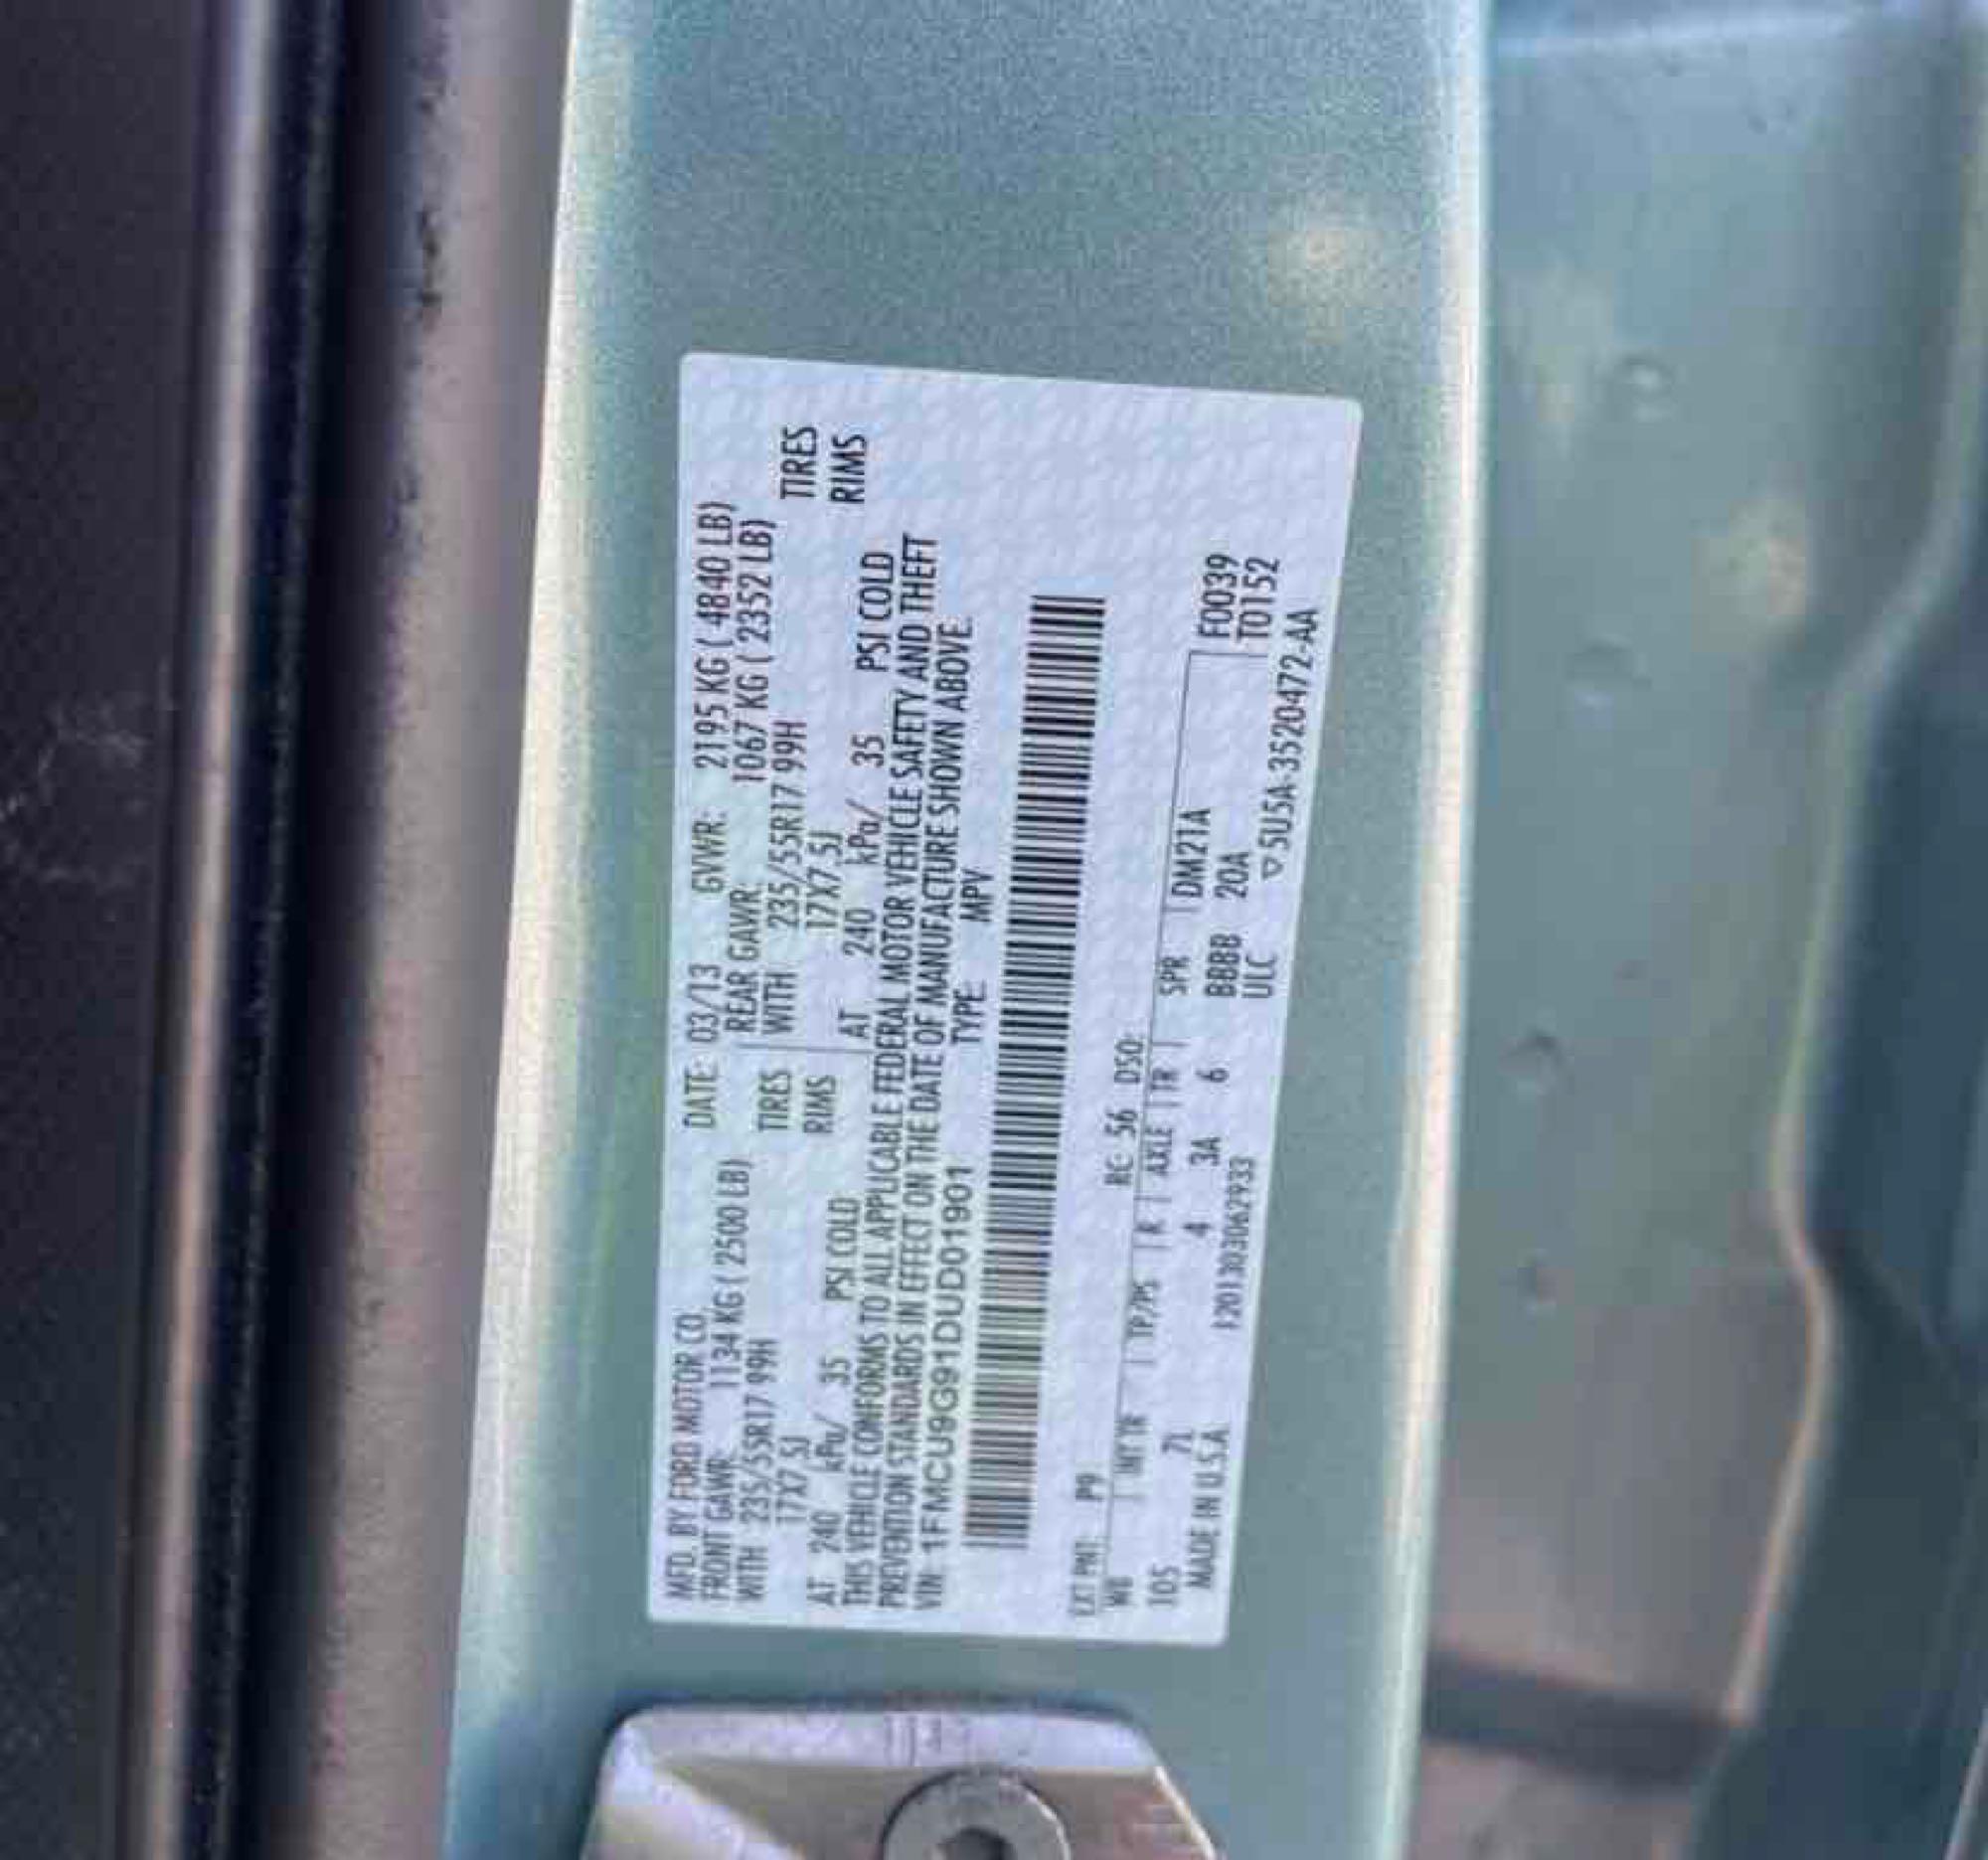 MFD. BY FORD MOTOR CO. DATE: 03/13 GVWR: 2195 KG ( 4840 LB)
FRONT GAWR: 1134 KG ( 2500 LB) REAR GAWR: 1067 KG ( 2352 LB)
WITH 235/55R17 99H TIRES WITH 235/55R17 99H TIRES
17X7.5J RIMS 17X7.5J RIMS
AT 240 kPa/ 35 PSI COLD AT 240 kPa/ 35 PSI COLD
THIS VEHICLE CONFORMS TO ALL APPLICABLE FEDERAL MOTOR VEHICLE SAFETY AND THEFT
PREVENTION STANDARDS IN EFFECT ON THE DATE OF MANUFACTURE SHOWN ABOVE.
VIN: 1FMCU9G91DUD01901 TYPE: MPV
EXT PNT: P9 RC: 56 DSO:
WB INT TR TP/PS R AXLE TR SPR DM21A F0039
105 7L 4 3A 6 BBBB 20A T0152
MADE IN U.S.A. 120130306 2933 ULC ▽5U5A-3520472-AA